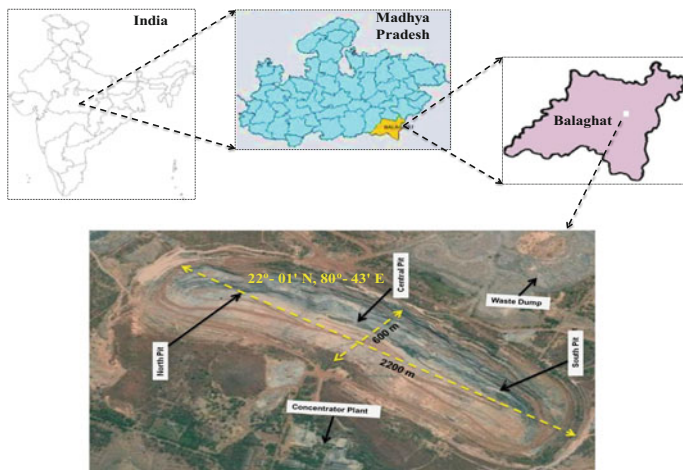 India
Madhya
Pradesh
BALAGHAT
Balaghat
22º- 01' N, 80º- 43' E
Central Pit
Waste Dump
600 m
North Pit
2200 m
South Pit
Concentrator Plant